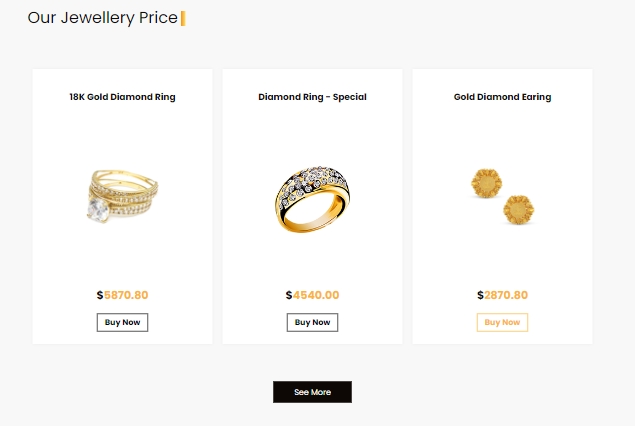 Our Jewellery Price
18K Gold Diamond Ring
Diamond Ring - Special
Gold Diamond Earing
$5870.80
$4540.00
$2870.80
Buy Now
Buy Now
Buy Now
See More